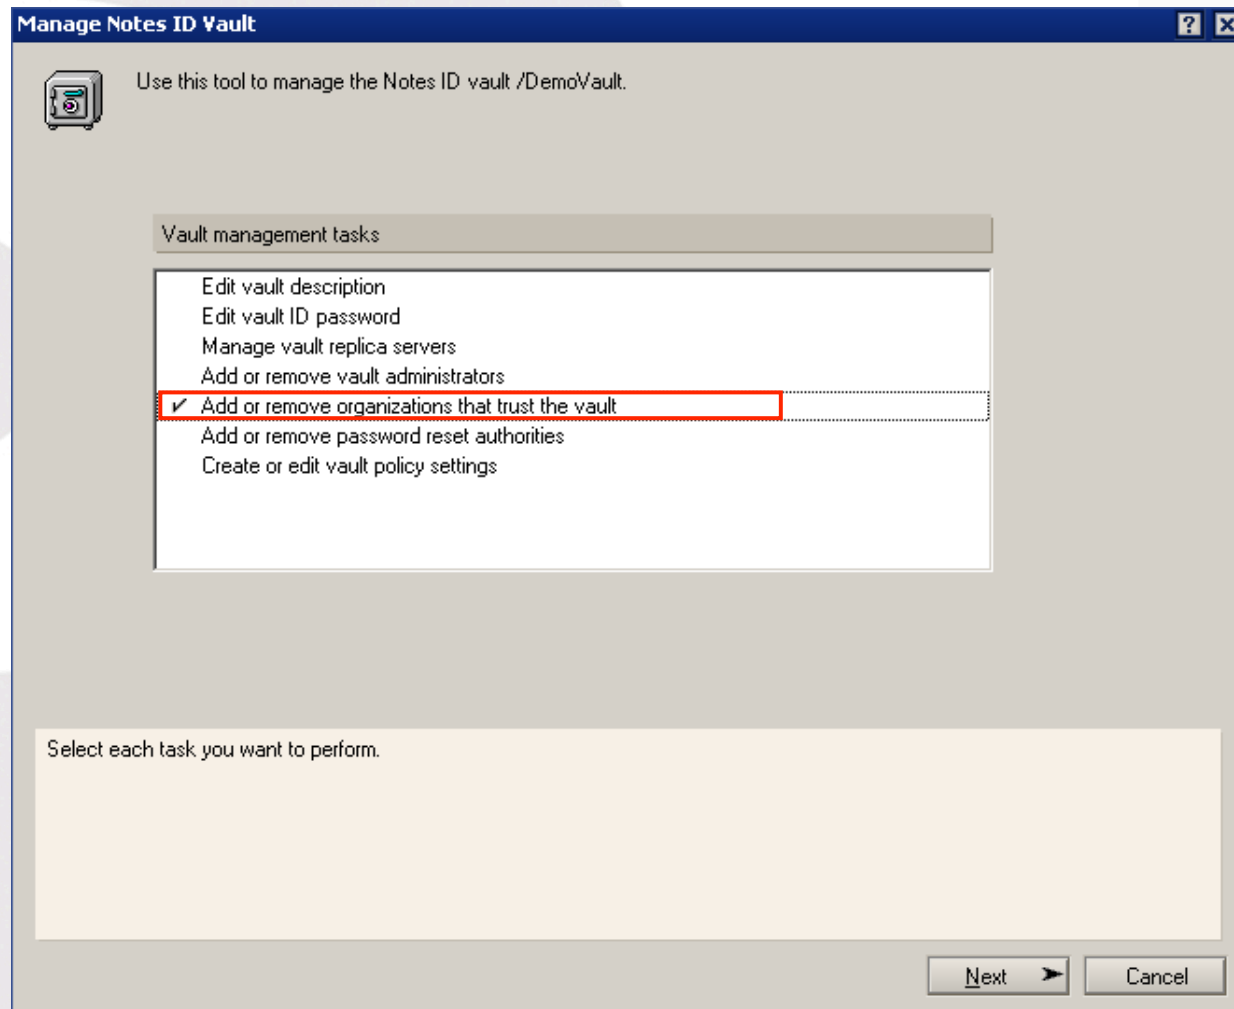 Manage Notes ID Vault
Use this tool to manage the Notes ID vault /DemoVault.
Vault management tasks
Edit vault description
Edit vault ID password
Manage vault replica servers
Add or remove vault administrators
Add or remove organizations that trust the vault
Add or remove password reset authorities
Create or edit vault policy settings
Select each task you want to perform.
Next
Cancel